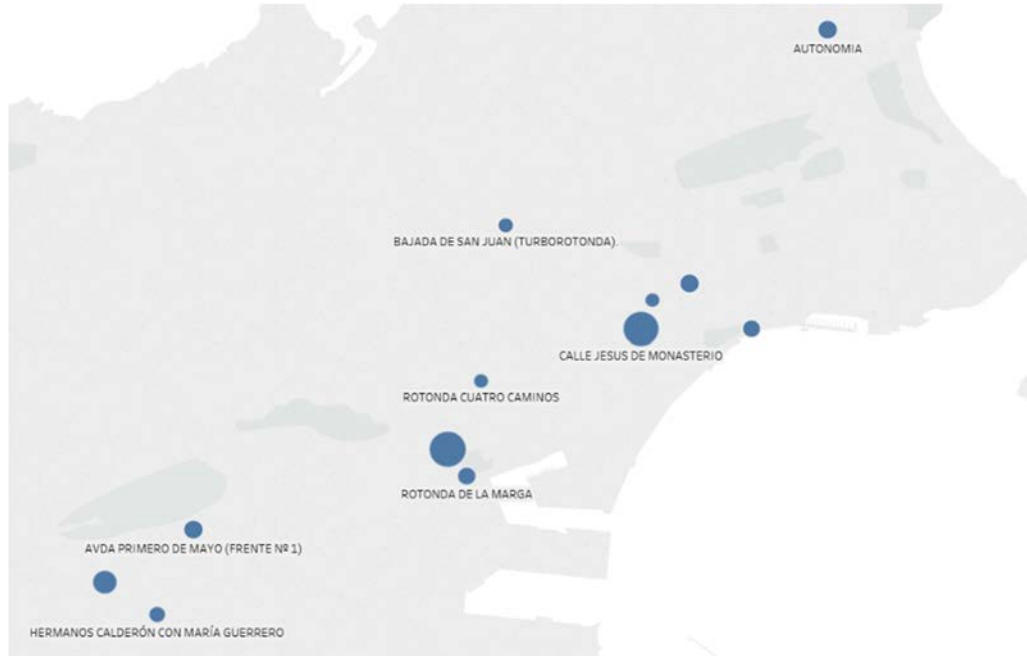 AUTONOMIA
BAJADA DE SAN JUAN (TURBOROTONDA).
CALLE JESUS DE MONASTERIO
ROTONDA CUATRO CAMINOS
ROTONDA DE LA MARGA
AVDA PRIMERO DE MAYO (FRENTE Nº 1)
HERMANOS CALDERÓN CON MARÍA GUERRERO